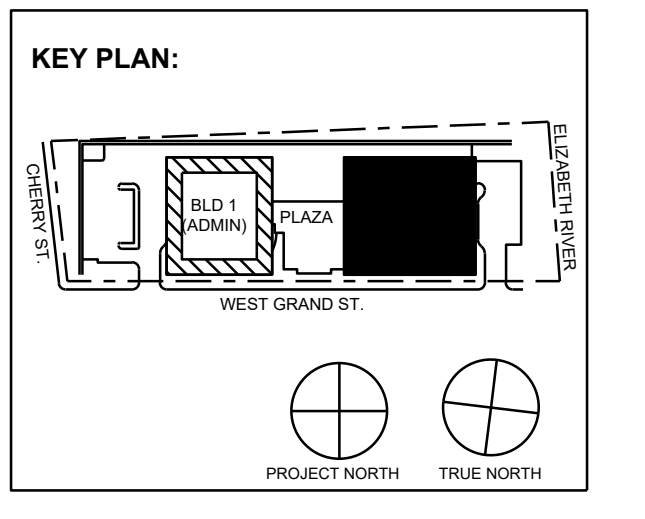 KEY PLAN:
CHERRY ST.
BLD 1
(ADMIN)
PLAZA
ELIZABETH RIVER
WEST GRAND ST.
PROJECT NORTH
TRUE NORTH